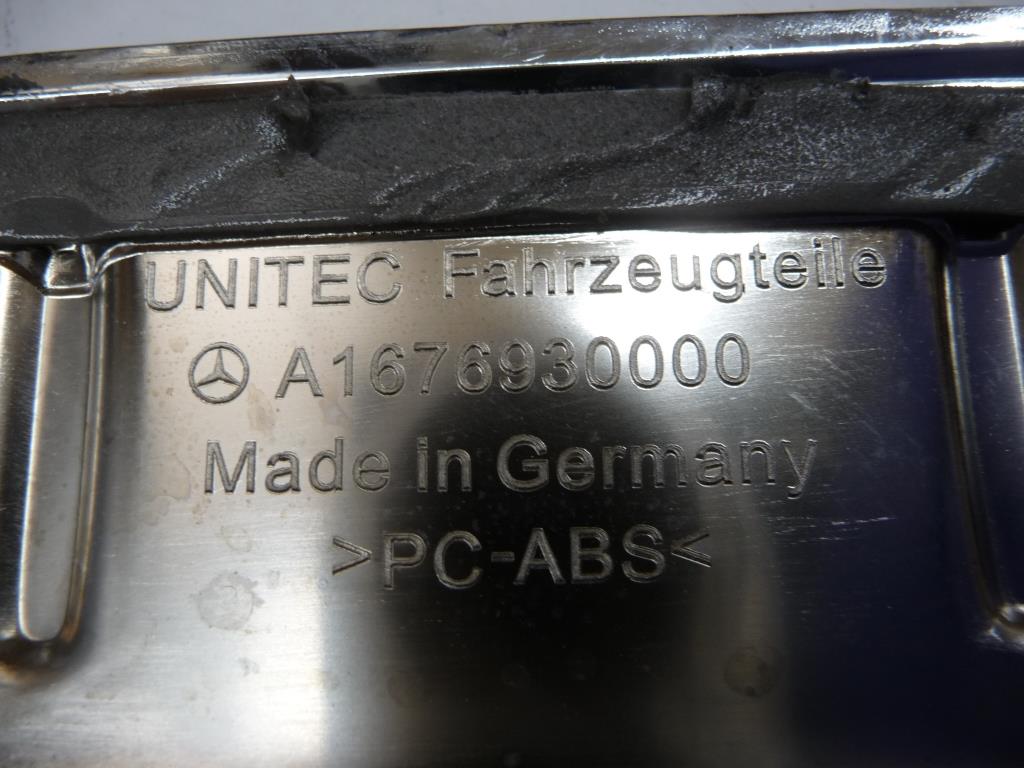 UNITEC Fahrzeugteile
A1676930000
Made in Germany
>PC-ABS<